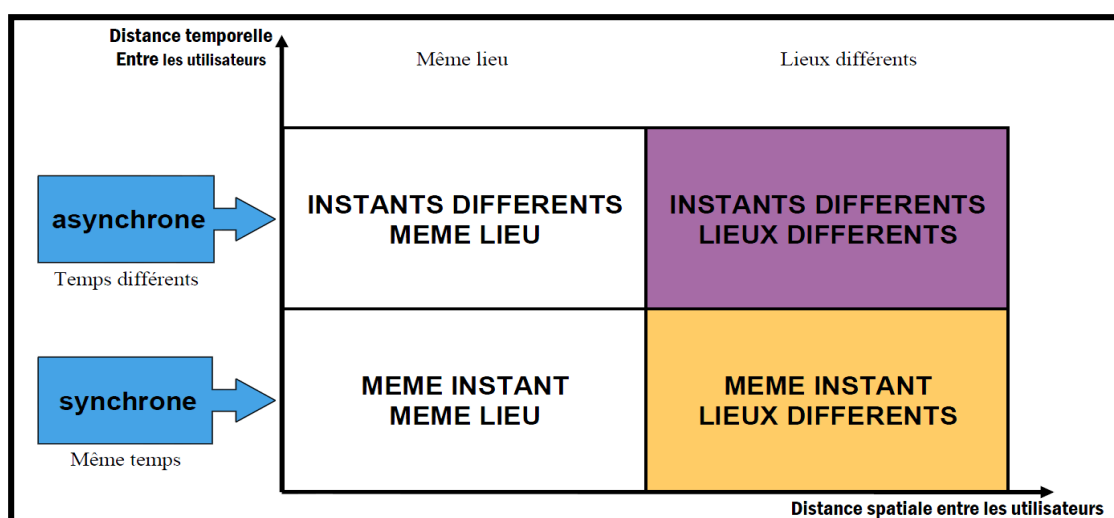 Distance temporelle
Entre les utilisateurs
Même lieu
Lieux différents
asynchrone
Temps différents
INSTANTS DIFFERENTS
MEME LIEU
INSTANTS DIFFERENTS
LIEUX DIFFERENTS
synchrone
Même temps
MEME INSTANT
MEME LIEU
MEME INSTANT
LIEUX DIFFERENTS
Distance spatiale entre les utilisateurs